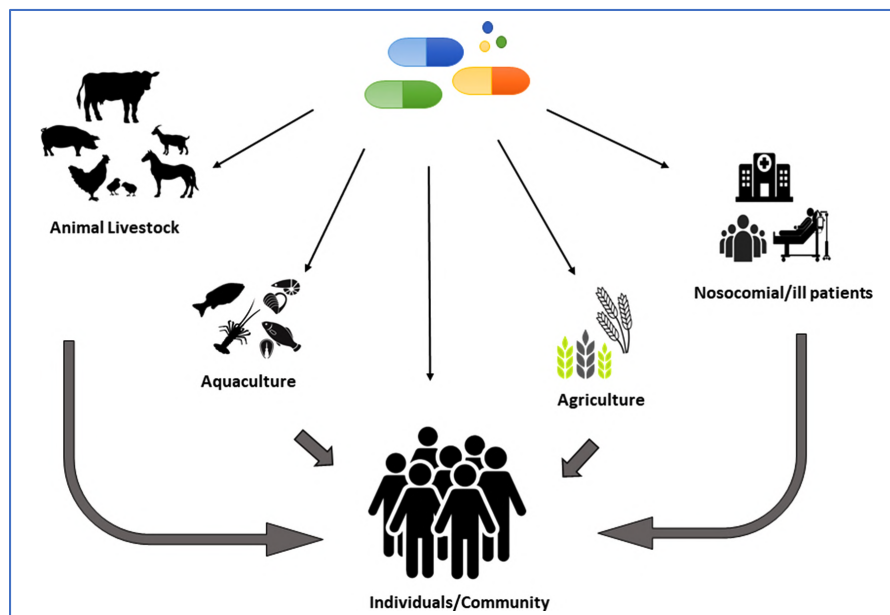 Animal Livestock
Nosocomial/ill patients
Aquaculture
Agriculture
Individuals/Community